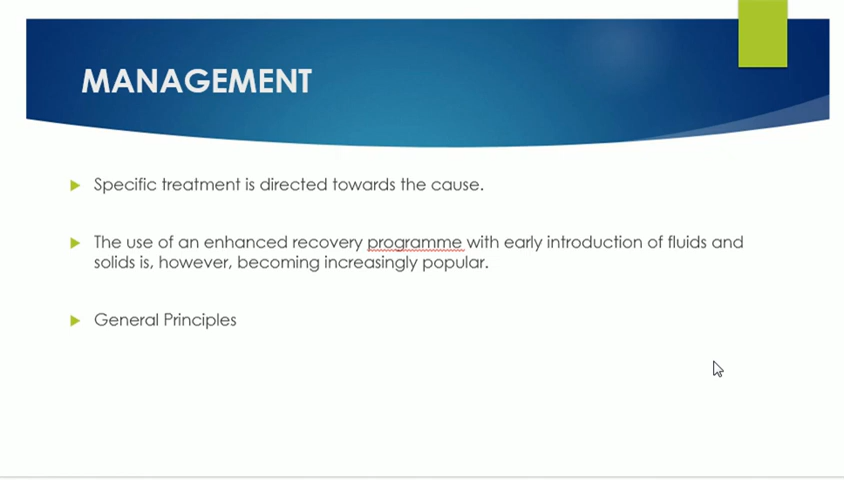 MANAGEMENT
Specific treatment is directed towards the cause.
The use of an enhanced recovery programme with early introduction of fluids and
solids is, however, becoming increasingly popular.
General Principles